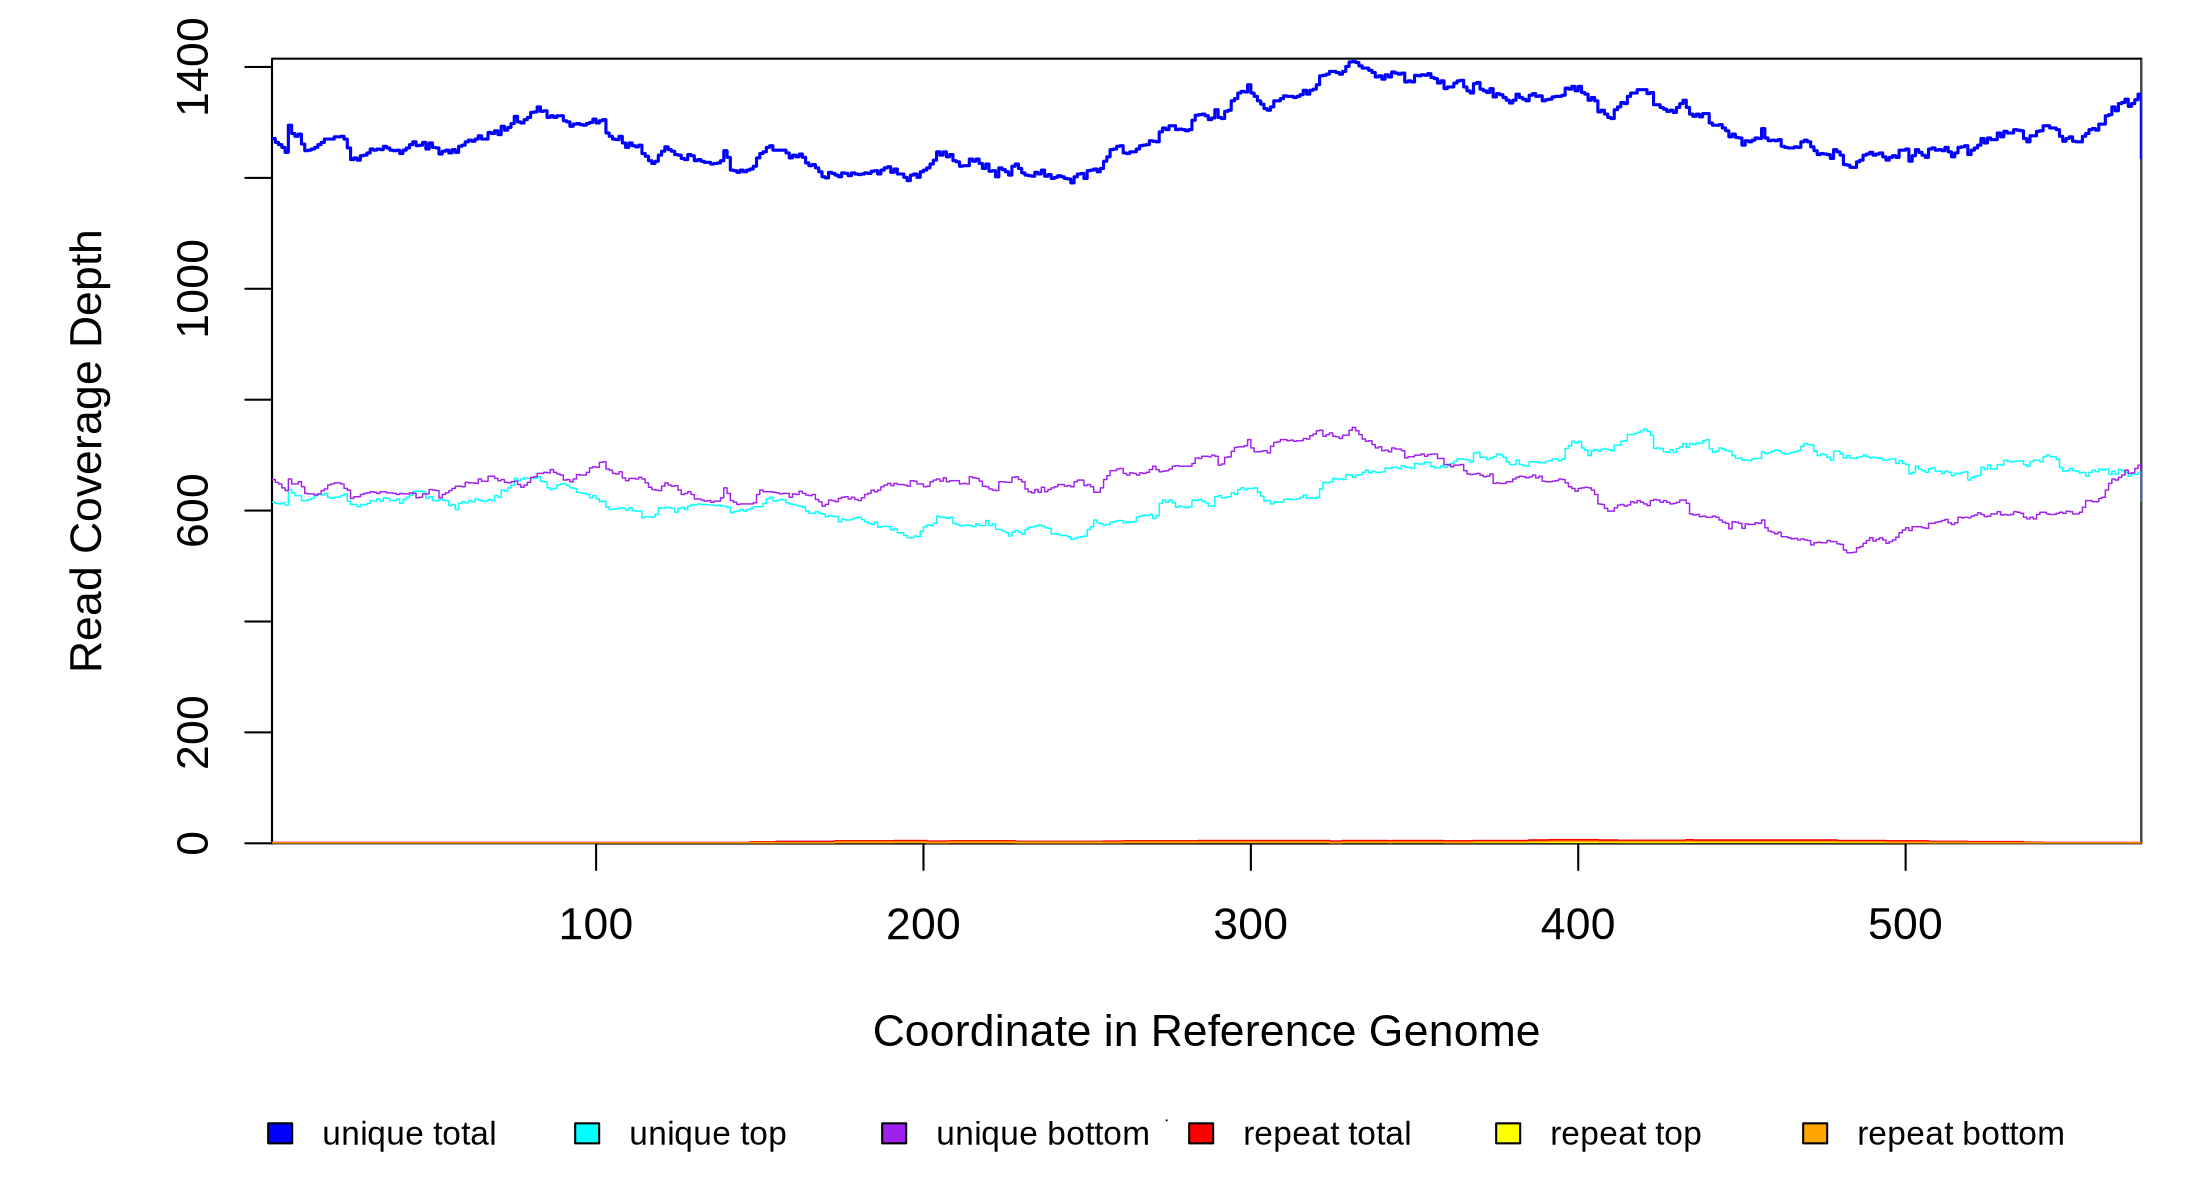 1400
1000
600
200
0
Read Coverage Depth
100 200 300 400 500
Coordinate in Reference Genome
unique total unique top unique bottom repeat total repeat top repeat bottom